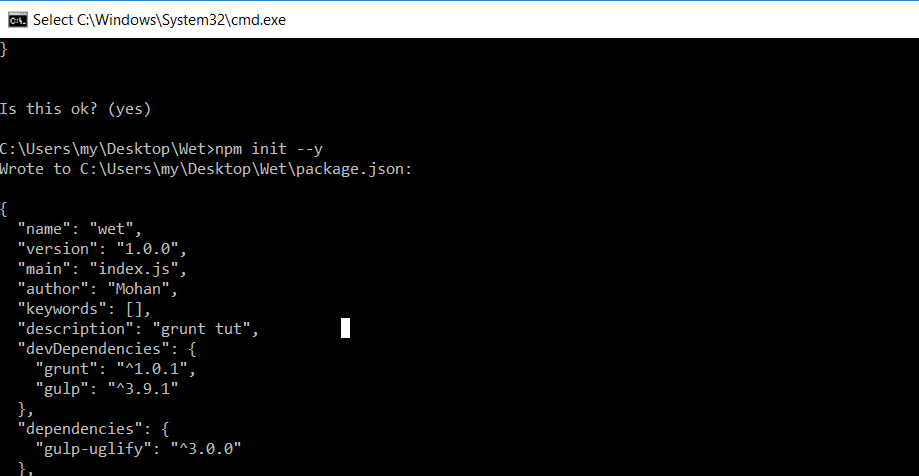 Select C:\Windows\System32\cmd.exe
}
Is this ok? (yes)
C:\Users\my\Desktop\Wet>npm init --y
Wrote to C:\Users\my\Desktop\Wet\package.json:
{
  "name": "wet",
  "version": "1.0.0",
  "main": "index.js",
  "author": "Mohan",
  "keywords": [],
  "description": "grunt tut",
  "devDependencies": {
    "grunt": "^1.0.1",
    "gulp": "^3.9.1"
  },
  "dependencies": {
    "gulp-uglify": "^3.0.0"
  },